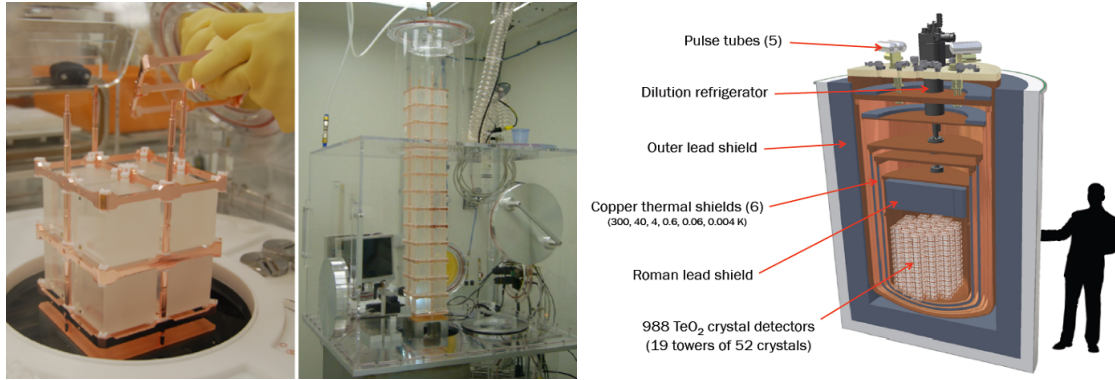 Pulse tubes (5)
Dilution refrigerator
Outer lead shield
Copper thermal shields (6)
(300, 40, 4, 0.6, 0.06, 0.004 K)
Roman lead shield
988 TeO₂ crystal detectors
(19 towers of 52 crystals)